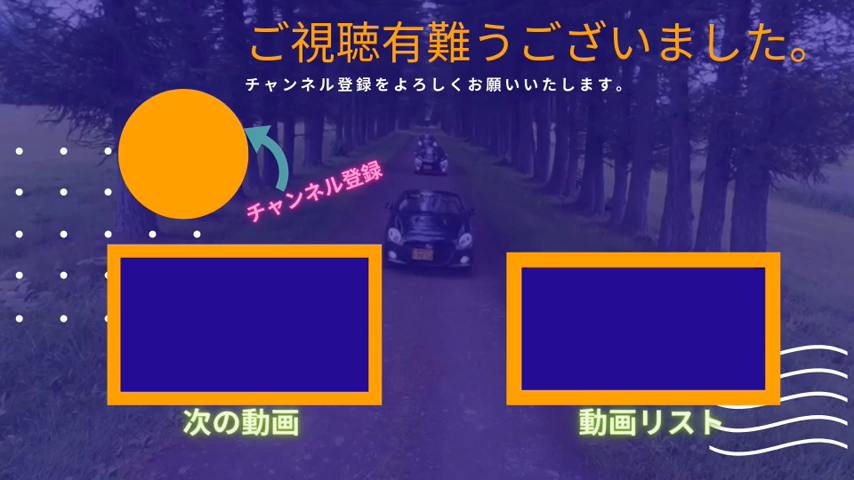 ご視聴有難うございました。
チャンネル登録をよろしくお願いいたします。
チャンネル登録
次の動画
動画リスト